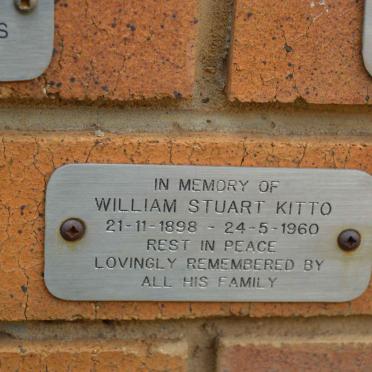 S
IN MEMORY OF
WILLIAM STUART KITTO
21-11-1898 - 24-5-1960
REST IN PEACE
LOVINGLY REMEMBERED BY
ALL HIS FAMILY